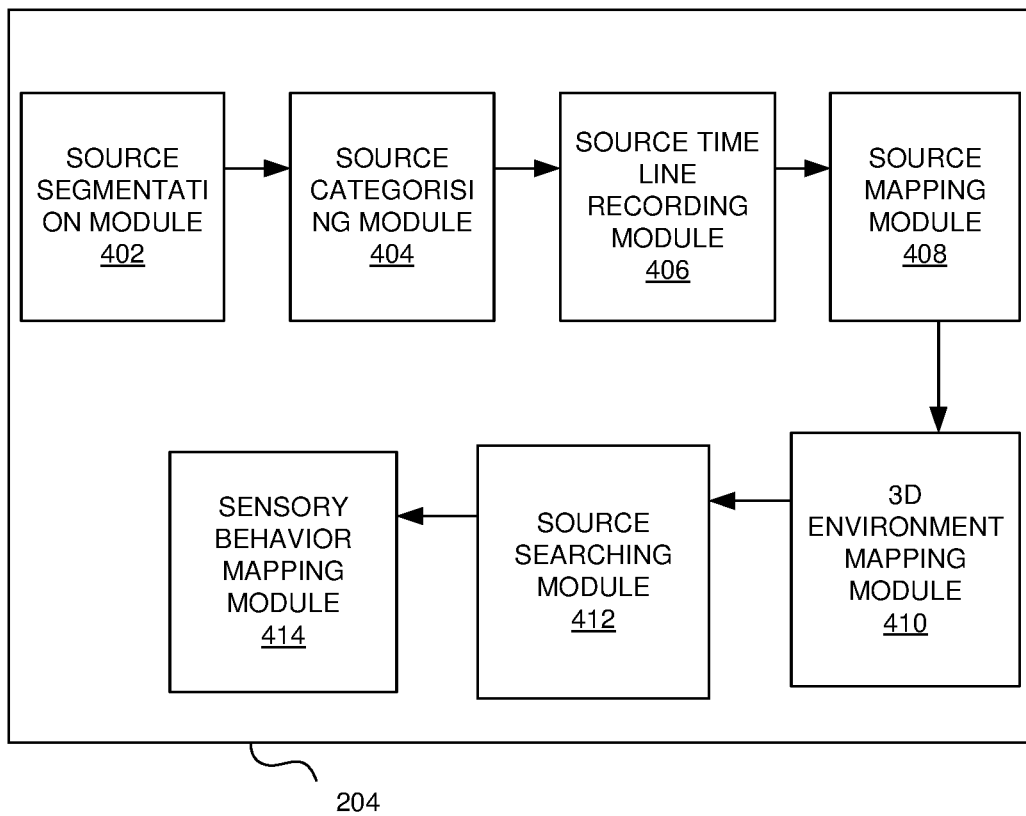 SOURCE
SEGMENTATI
ON MODULE
402
SOURCE
CATEGORISI
NG MODULE
404
SOURCE TIME
LINE
RECORDING
MODULE
406
SOURCE
MAPPING
MODULE
408
3D
ENVIRONMENT
MAPPING
MODULE
410
SOURCE
SEARCHING
MODULE
412
SENSORY
BEHAVIOR
MAPPING
MODULE
414
204